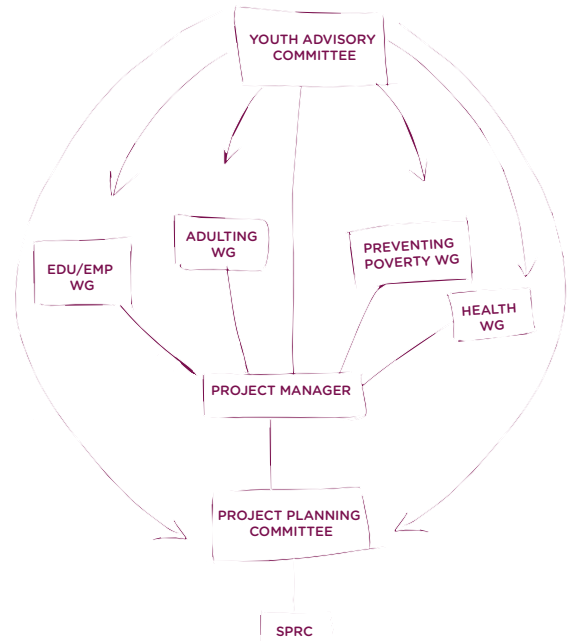 YOUTH ADVISORY
COMMITTEE
ADULTING
WG
PREVENTING
POVERTY WG
EDU/EMP
WG
HEALTH
WG
PROJECT MANAGER
PROJECT PLANNING
COMMITTEE
SPRC